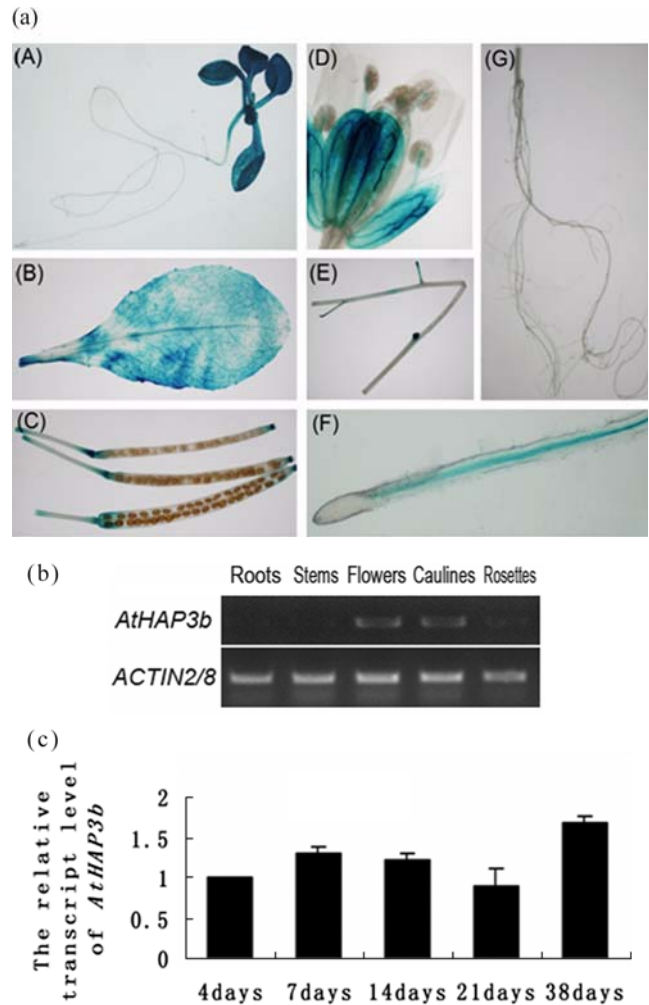 (a)
(A)
(D)
(G)
(B)
(E)
(C)
(F)
(b)
Roots Stems Flowers Caulines Rosettes
AtHAP3b
ACTIN2/8
(c)
The relative
transcript level
of AtHAP3b
2
1.5
1
0.5
0
4days 7days 14days 21days 38days